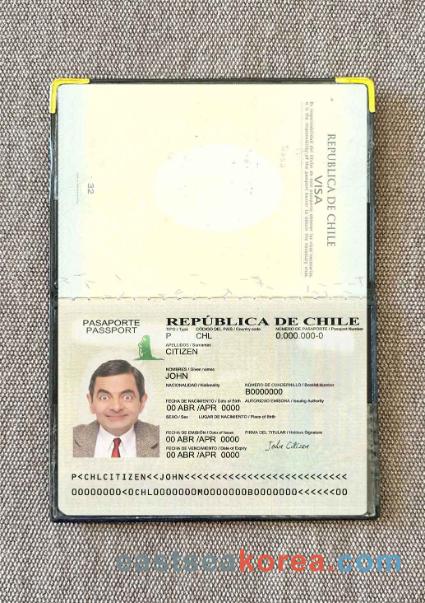 REPUBLICA DE CHILE
VISA
32
PASAPORTE
PASSPORT
REPÚBLICA DE CHILE
TIPO / Type
CÓDIGO DEL PAÍS / Country code
NÚMERO DE PASAPORTE / Passport Number
P
CHL
0.000.000-0
APELLIDOS / Surnames
CITIZEN
NOMBRES / Given names
JOHN
NACIONALIDAD / Nationality
NÚMERO DE CUADERNILLO / Booklet Number
B0000000
FECHA DE NACIMIENTO / Date of Birth
AUTORIDAD EMISORA / Issuing Authority
00 ABR /APR 0000
SEXO / Sex
LUGAR DE NACIMIENTO / Place of Birth
FECHA DE EMISIÓN / Date of Issue
FIRMA DEL TITULAR / Holders Signature
00 ABR /APR 0000
John Citizen
FECHA DE VENCIMIENTO / Date of Expiry
00 ABR /APR 0000
P<CHLCITIZEN<<JOHN<<<<<<<<<<<<<<<<<<<<<<<<<<
00000000<0CHL0000000M0000000B0000000<<<<<<00
eastseakorea.com